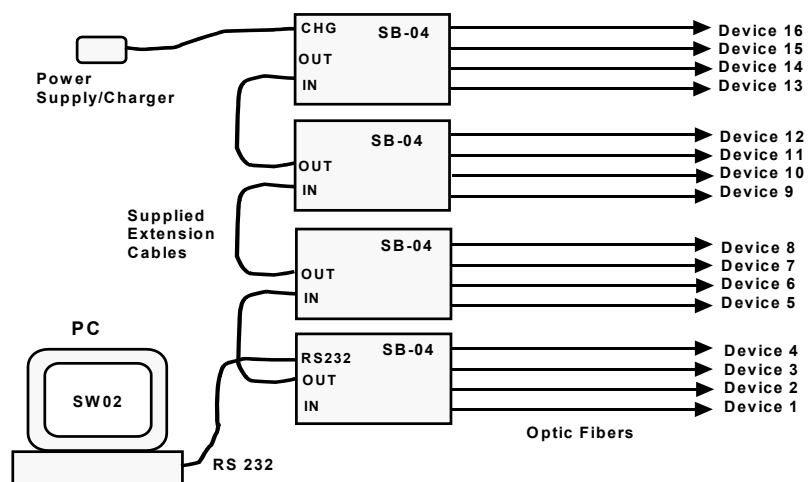 CHG
SB-04
Device 16
OUT
Device 15
Device 14
IN
Device 13
Power
Supply/Charger
SB-04
Device 12
OUT
Device 11
Device 10
IN
Device 9
Supplied
Extension
Cables
SB-04
Device 8
OUT
Device 7
Device 6
IN
Device 5
PC
SB-04
Device 4
RS232
Device 3
OUT
Device 2
IN
Device 1
SW02
Optic Fibers
RS 232